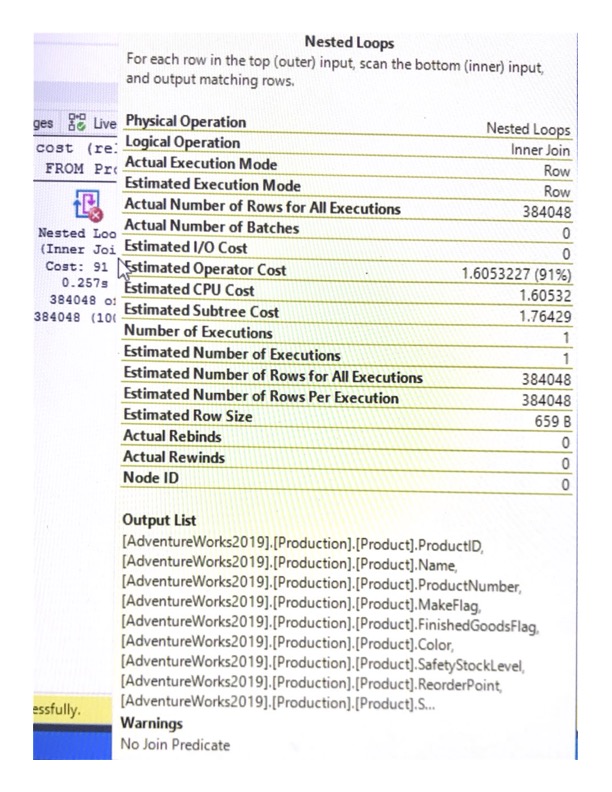 Nested Loops
For each row in the top (outer) input, scan the bottom (inner) input,
and output matching rows.
Physical Operation Nested Loops
Logical Operation Inner Join
Actual Execution Mode Row
Estimated Execution Mode Row
Actual Number of Rows for All Executions 384048
Actual Number of Batches 0
Estimated I/O Cost 0
Estimated Operator Cost 1.6053227 (91%)
Estimated CPU Cost 1.60532
Estimated Subtree Cost 1.76429
Number of Executions 1
Estimated Number of Executions 1
Estimated Number of Rows for All Executions 384048
Estimated Number of Rows Per Execution 384048
Estimated Row Size 659 B
Actual Rebinds 0
Actual Rewinds 0
Node ID 0
Output List
[AdventureWorks2019].[Production].[Product].ProductID,
[AdventureWorks2019].[Production].[Product].Name,
[AdventureWorks2019].[Production].[Product].ProductNumber,
[AdventureWorks2019].[Production].[Product].MakeFlag,
[AdventureWorks2019].[Production].[Product].FinishedGoodsFlag,
[AdventureWorks2019].[Production].[Product].Color,
[AdventureWorks2019].[Production].[Product].SafetyStockLevel,
[AdventureWorks2019].[Production].[Product].ReorderPoint,
[AdventureWorks2019].[Production].[Product].S...
Warnings
No Join Predicate
ges Live
cost (re
FROM Pr
Nested Loo
(Inner Joi
Cost: 91
0.257s
384048 o
384048 (10
essfully.